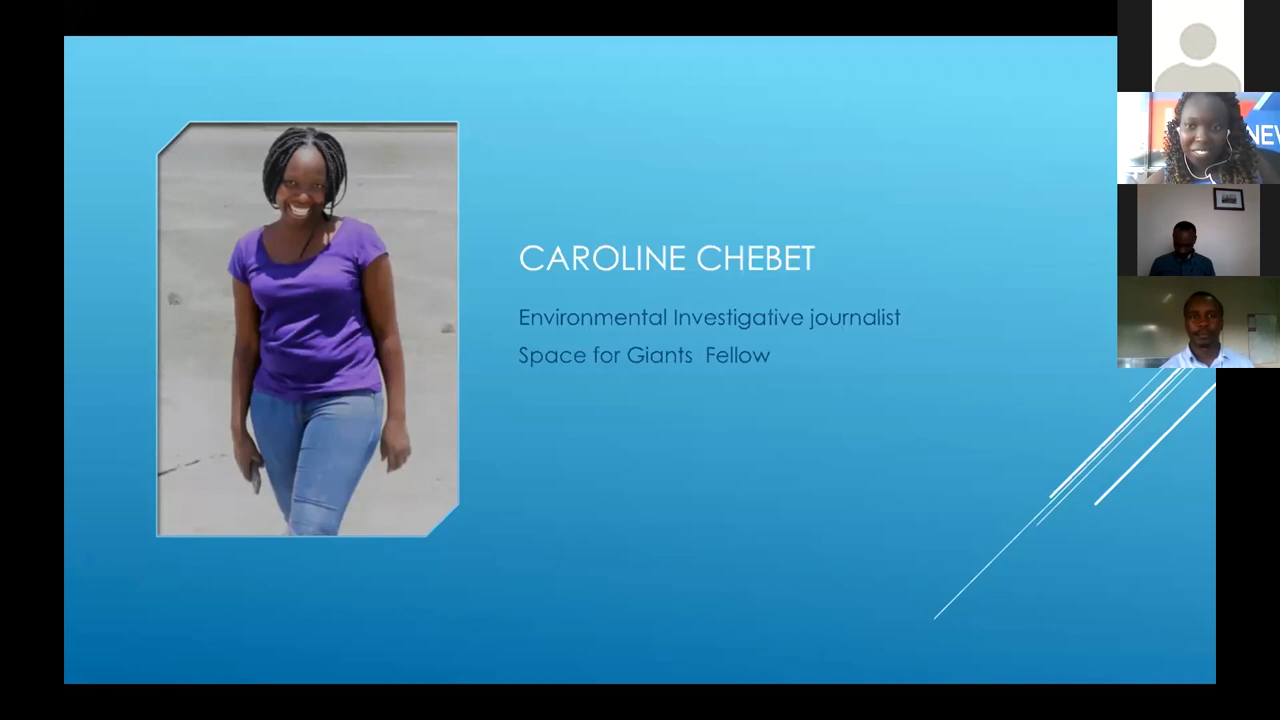 CAROLINE CHEBET
Environmental Investigative journalist
Space for Giants Fellow